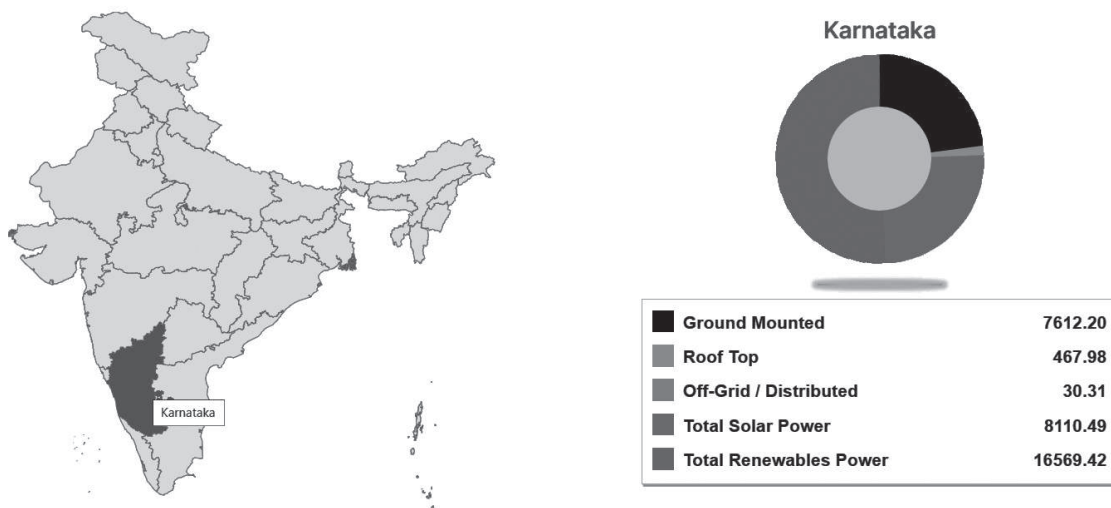 Karnataka
Karnataka
Ground Mounted 7612.20
Roof Top 467.98
Off-Grid / Distributed 30.31
Total Solar Power 8110.49
Total Renewables Power 16569.42